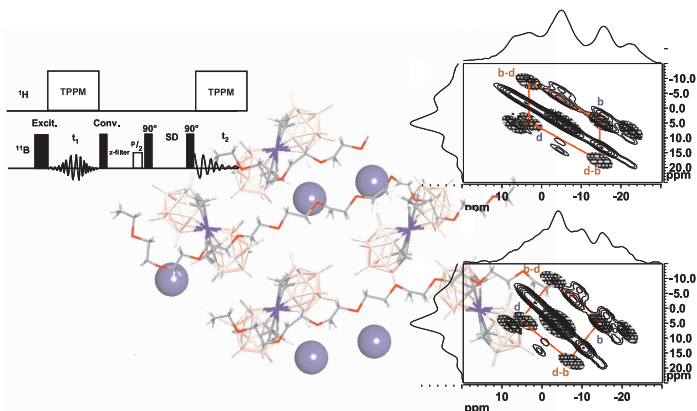 ¹H
TPPM
TPPM
Excit.
t₁
Conv.
z-filter
p/2
90°
SD
90°
t₂
¹¹B
b-d
b
d
d-b
-10.0
-5.0
0.0
5.0
10.0
15.0
20.0
ppm
ppm
10
0
-10
-20
b-d
d
b
d-b
-10.0
-5.0
0.0
5.0
10.0
15.0
20.0
ppm
ppm
10
0
-10
-20